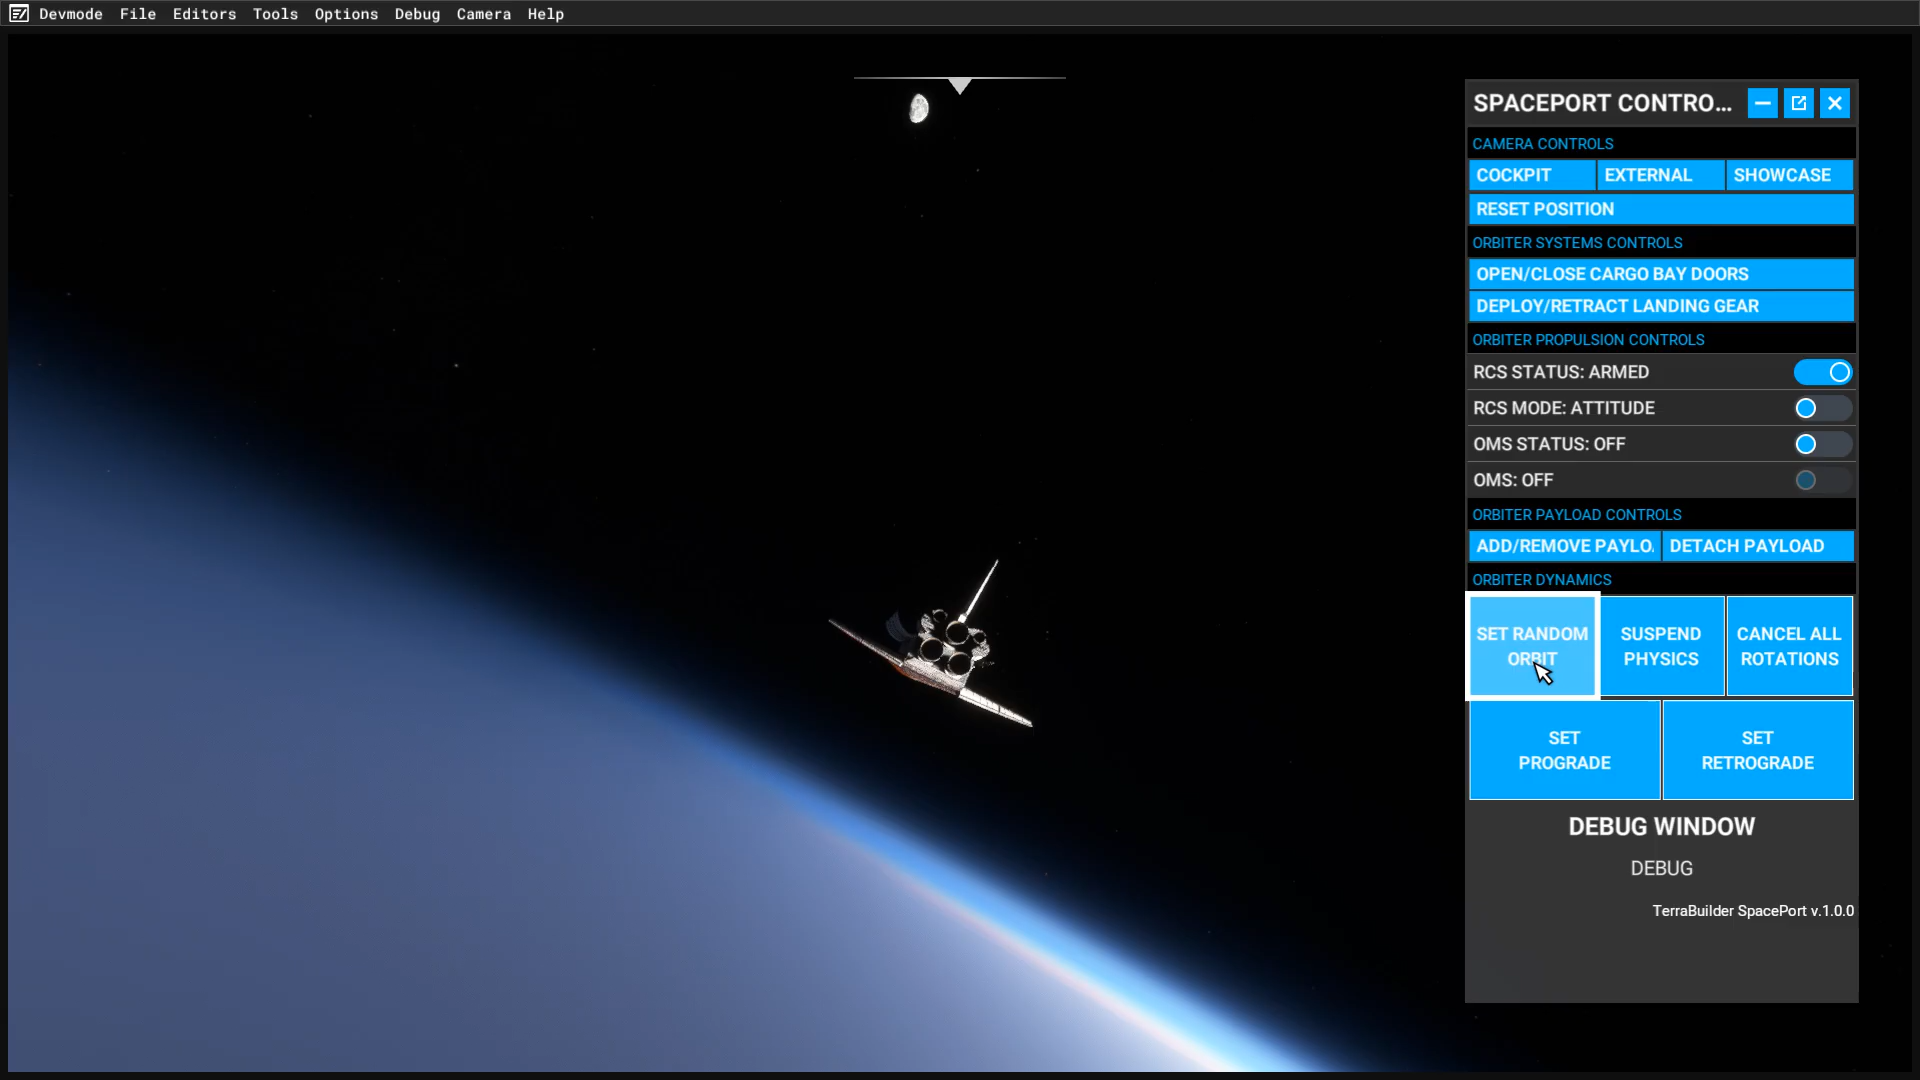 Devmode File Editors Tools Options Debug Camera Help
SPACEPORT CONTRO...
CAMERA CONTROLS
COCKPIT EXTERNAL SHOWCASE
RESET POSITION
ORBITER SYSTEMS CONTROLS
OPEN/CLOSE CARGO BAY DOORS
DEPLOY/RETRACT LANDING GEAR
ORBITER PROPULSION CONTROLS
RCS STATUS: ARMED
RCS MODE: ATTITUDE
OMS STATUS: OFF
OMS: OFF
ORBITER PAYLOAD CONTROLS
ADD/REMOVE PAYLO DETACH PAYLOAD
ORBITER DYNAMICS
SET RANDOM
ORBIT
SUSPEND
PHYSICS
CANCEL ALL
ROTATIONS
SET
PROGRADE
SET
RETROGRADE
DEBUG WINDOW
DEBUG
TerraBuilder SpacePort v.1.0.0